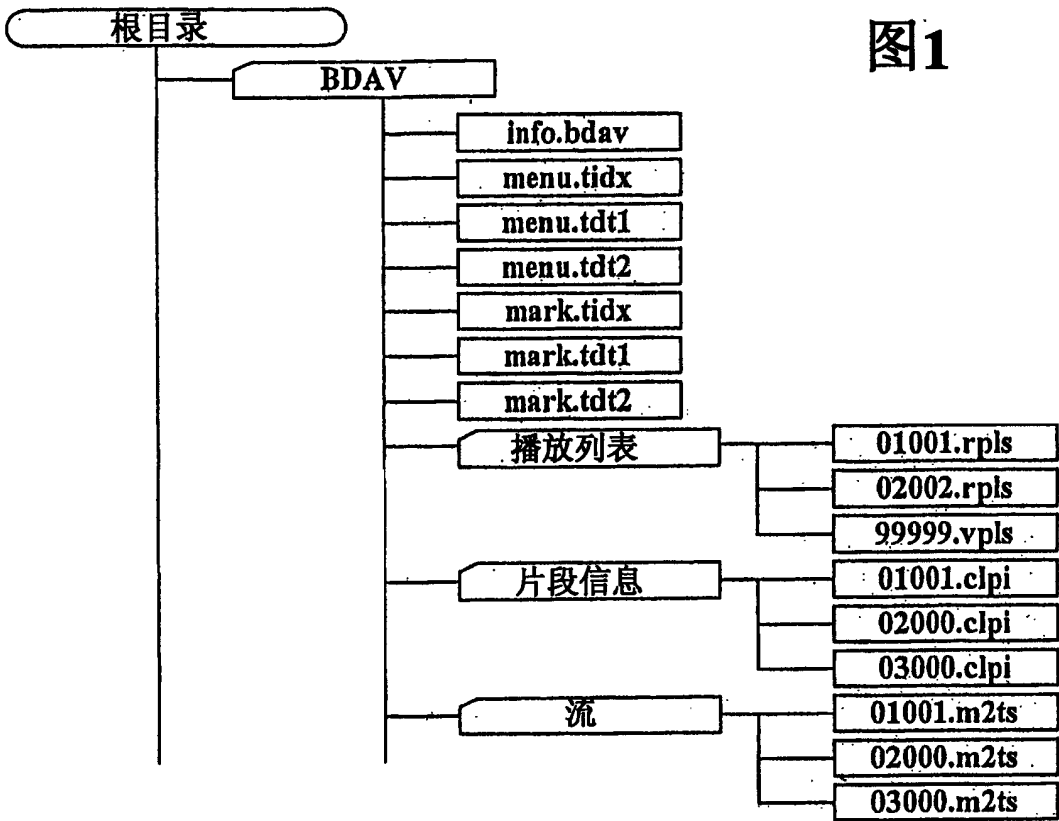 根目录
图1
BDAV
info.bdav
menu.tidx
menu.tdt1
menu.tdt2
mark.tidx
mark.tdt1
mark.tdt2
播放列表
01001.rpls
02002.rpls
99999.vpls
片段信息
01001.clpi
02000.clpi
03000.clpi
流
01001.m2ts
02000.m2ts
03000.m2ts